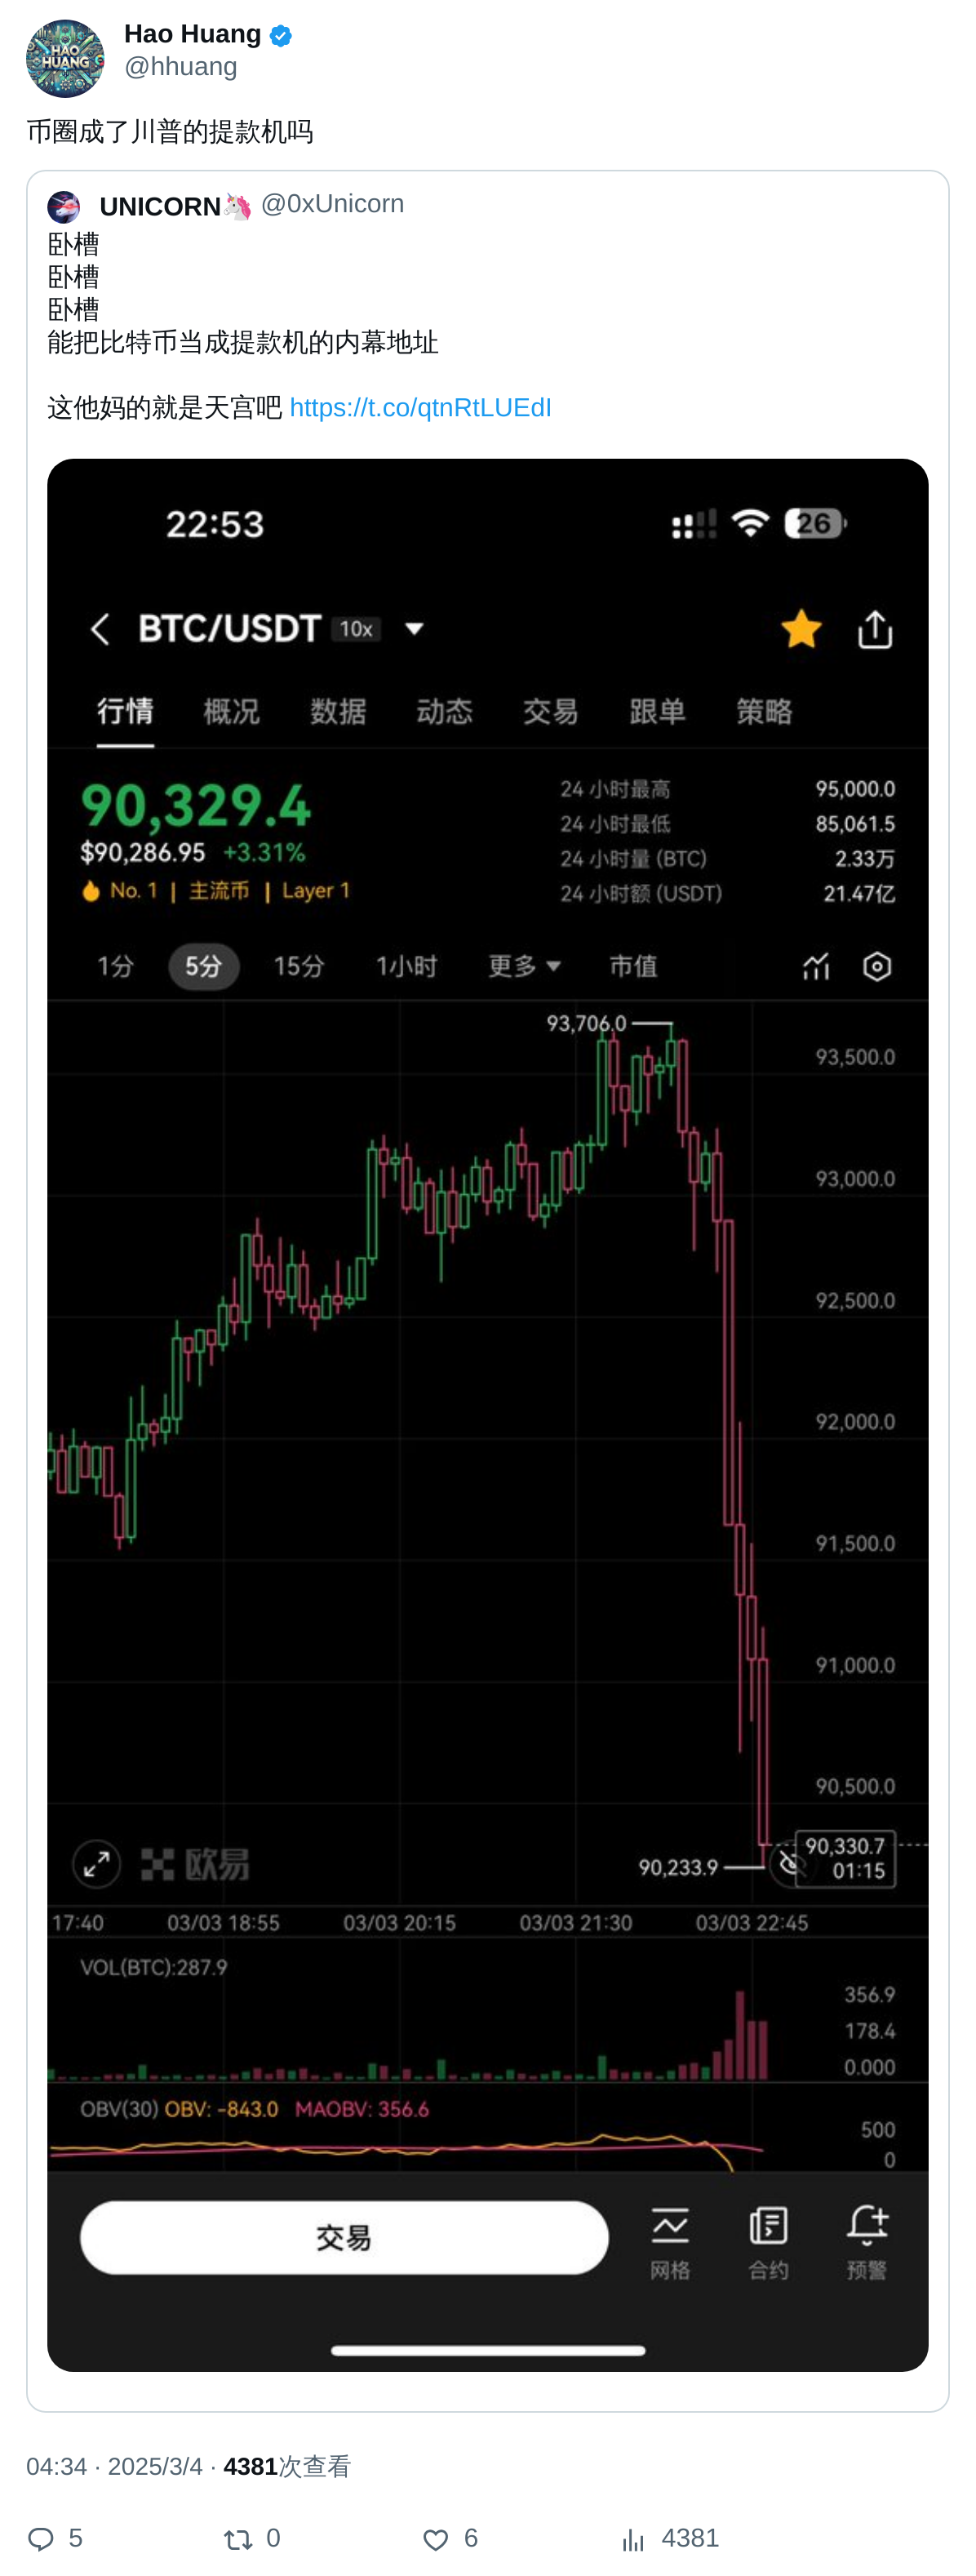 HAO
HUANG
Hao Huang
@hhuang
币圈成了川普的提款机吗
UNICORN🦄 @0xUnicorn
卧槽
卧槽
卧槽
能把比特币当成提款机的内幕地址
这他妈的就是天宫吧 https://t.co/qtnRtLUEdI
22:53
26
BTC/USDT 10x
行情 概况 数据 动态 交易 跟单 策略
90,329.4
$90,286.95 +3.31%
No. 1 | 主流币 | Layer 1
24 小时最高 95,000.0
24 小时最低 85,061.5
24 小时量 (BTC) 2.33万
24 小时额 (USDT) 21.47亿
1分 5分 15分 1小时 更多 市值
93,706.0
93,500.0
93,000.0
92,500.0
92,000.0
91,500.0
91,000.0
90,500.0
90,330.7
01:15
90,233.9
欧易
17:40 03/03 18:55 03/03 20:15 03/03 21:30 03/03 22:45
VOL(BTC):287.9
356.9
178.4
0.000
OBV(30) OBV: -843.0 MAOBV: 356.6
500
0
交易
网格 合约 预警
04:34 · 2025/3/4 · 4381次查看
5 0 6 4381